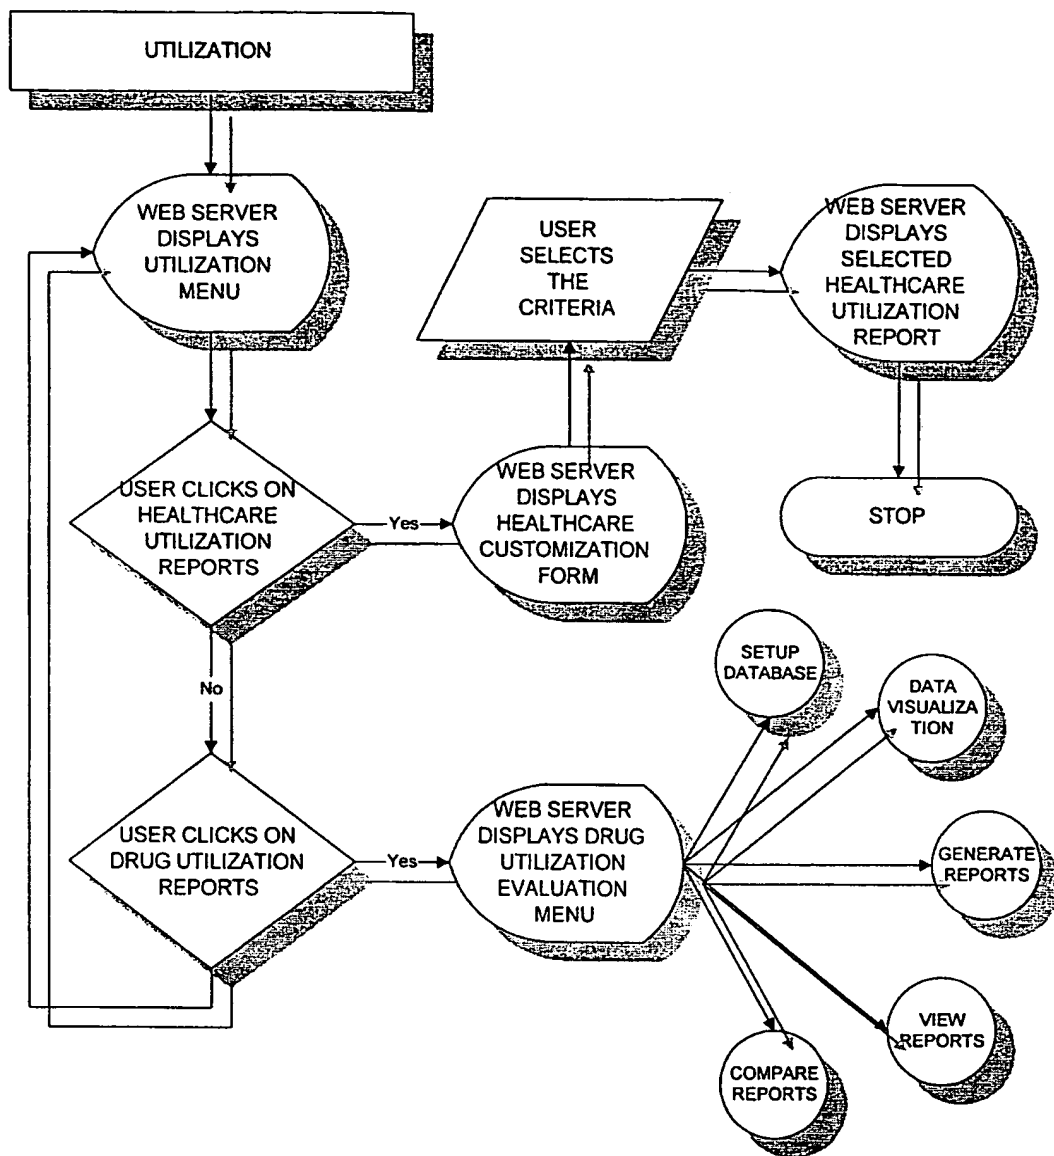 UTILIZATION
WEB SERVER
DISPLAYS
UTILIZATION
MENU
USER
SELECTS
THE
CRITERIA
WEB SERVER
DISPLAYS
SELECTED
HEALTHCARE
UTILIZATION
REPORT
USER CLICKS ON
HEALTHCARE
UTILIZATION
REPORTS
Yes
WEB SERVER
DISPLAYS
HEALTHCARE
CUSTOMIZATION
FORM
STOP
No
USER CLICKS ON
DRUG UTILIZATION
REPORTS
Yes
WEB SERVER
DISPLAYS DRUG
UTILIZATION
EVALUATION
MENU
SETUP
DATABASE
DATA
VISUALIZA
TION
GENERATE
REPORTS
VIEW
REPORTS
COMPARE
REPORTS